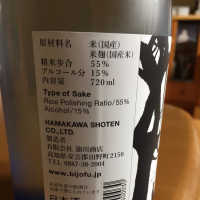 原材料名 米(国産)
米麹(国産米)
精米歩合 55%
アルコール分 15%
内容量 720ml
Type of Sake
Rice Polishing Ratio/55%
Alcohol/15%
HAMAKAWA SHOTEN
CO.,LTD.
製造者
有限会社 濵川商店
高知県安芸郡田野町2150
TEL 0887-38-2004
www.bijofu.jp
日本酒